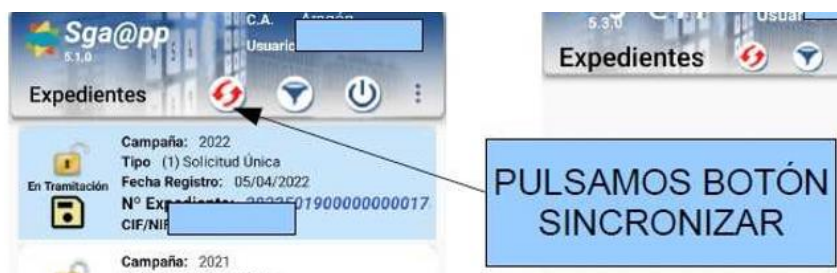 C.A. Aragón
Sga@pp
Usuario
5.1.0
Expedientes
Campaña: 2022
Tipo (1) Solicitud Única
En Tramitación
Fecha Registro: 05/04/2022
Nº Expediente:
CIF/NIF
Campaña: 2021
5.3.0
Expedientes
PULSAMOS BOTÓN
SINCRONIZAR